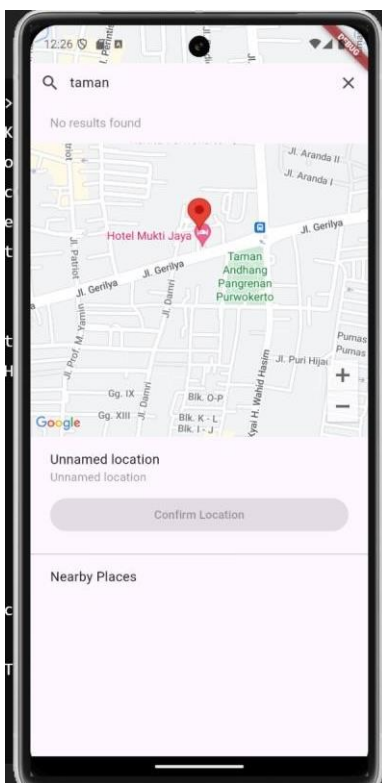 12:26
DEBUG
taman
No results found
Jl. Aranda II
Jl. Aranda I
Jl. Gerilya
Hotel Mukti Jaya
Jl. Patriot
Jl. Gerilya
Taman
Andhang
Pangrenan
Purwokerto
Jl. Gerilya
Jl. Damri
Jl. Prof. M. Yamin
Jl. Puri Hijau
Purnas
Purnas
Kyai H. Wahid Hasim
Gg. IX
Jl. Damri
Blk. O-P
Gg. XIII
Blk. K - L
Blk. I - J
+
−
Google
Unnamed location
Unnamed location
Confirm Location
Nearby Places